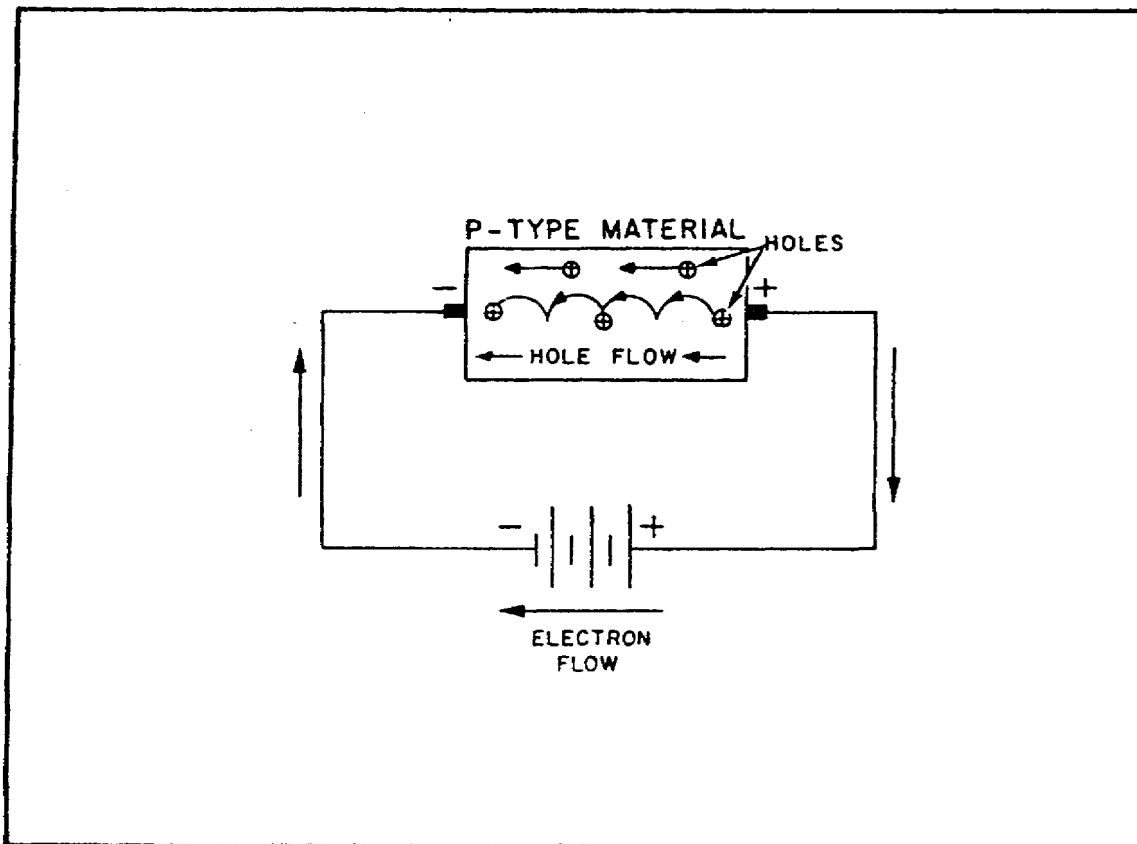 P-TYPE MATERIAL
HOLES
- +
HOLE FLOW
- +
ELECTRON
FLOW